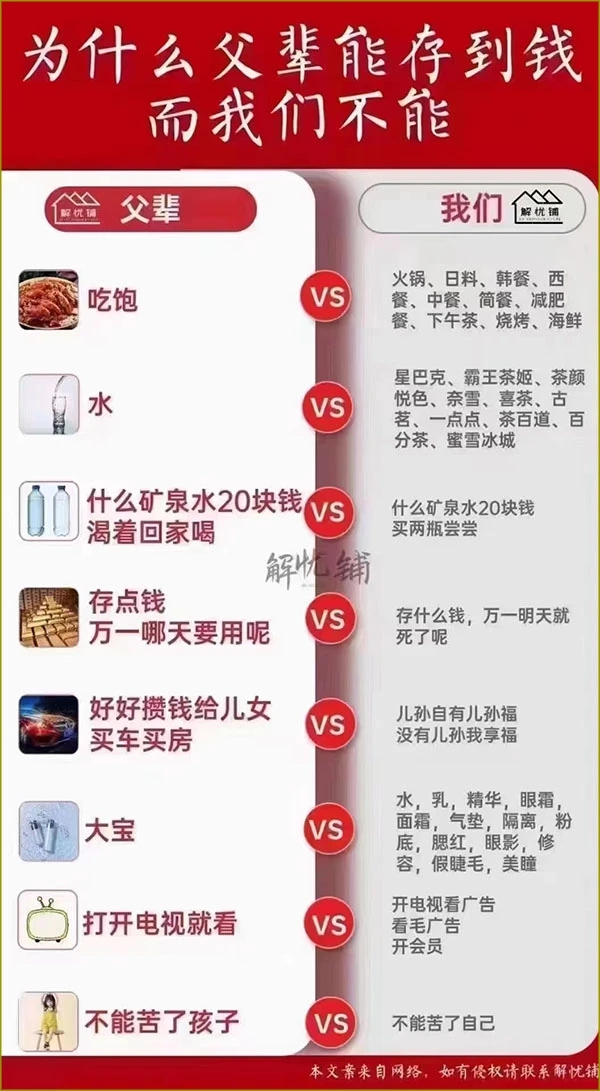 为什么父辈能存到钱
而我们不能
解忧铺
父辈
我们
解忧铺
吃饱
VS
火锅、日料、韩餐、西
餐、中餐、简餐、减肥
餐、下午茶、烧烤、海鲜
水
VS
星巴克、霸王茶姬、茶颜
悦色、奈雪、喜茶、古
茗、一点点、茶百道、百
分茶、蜜雪冰城
什么矿泉水20块钱
渴着回家喝
VS
什么矿泉水20块钱
买两瓶尝尝
解忧铺
存点钱
万一哪天要用呢
VS
存什么钱，万一明天就
死了呢
好好攒钱给儿女
买车买房
VS
儿孙自有儿孙福
没有儿孙我享福
大宝
VS
水，乳，精华，眼霜，
面霜，气垫，隔离，粉
底，腮红，眼影，修
容，假睫毛，美瞳
打开电视就看
VS
开电视看广告
看毛广告
开会员
不能苦了孩子
VS
不能苦了自己
本文案来自网络，如有侵权请联系解忧铺